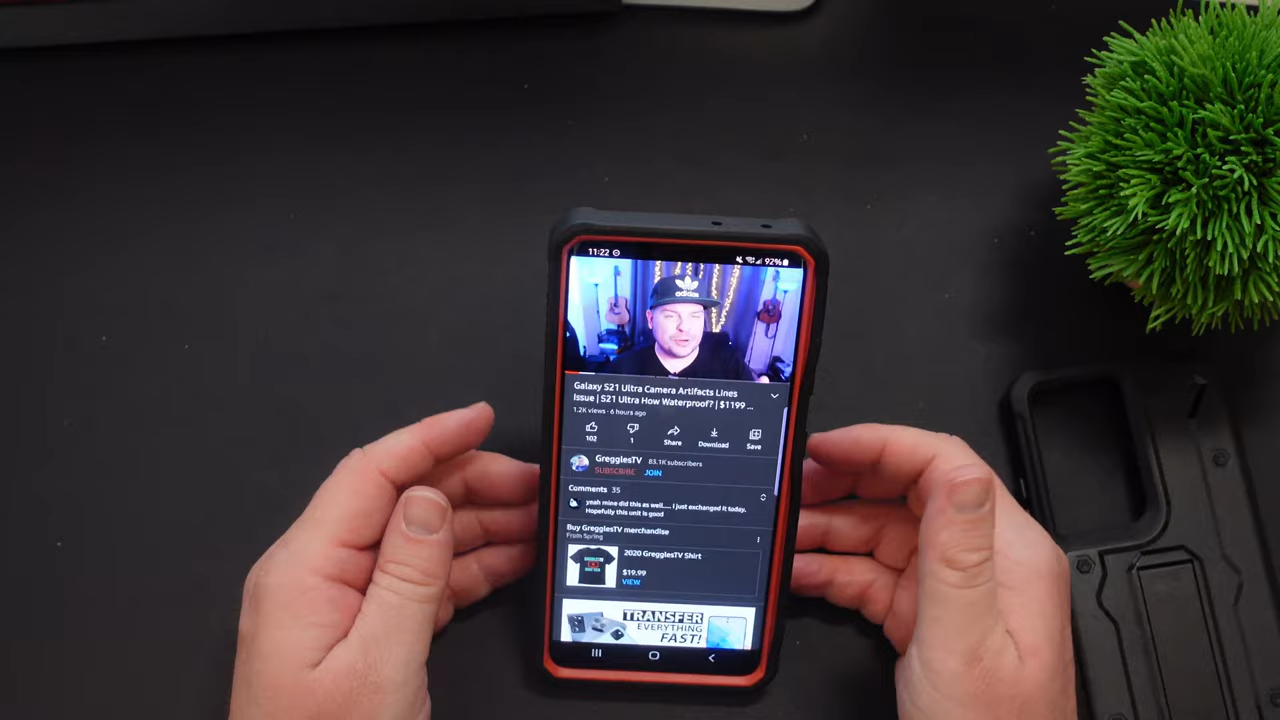 11:22
92%
adidas
Galaxy S21 Ultra Camera Artifacts Lines
Issue | S21 Ultra How Waterproof? | $1199 ...
1.2K views · 6 hours ago
102
1
Share
Download
Save
GregglesTV 83.1K subscribers
SUBSCRIBE JOIN
Comments 35
yeah mine did this as well.... i just exchanged it today.
Hopefully this unit is good
Buy GregglesTV merchandise
From Spring
2020 GregglesTV Shirt
$19.99
VIEW
TRANSFER
EVERYTHING
FAST!